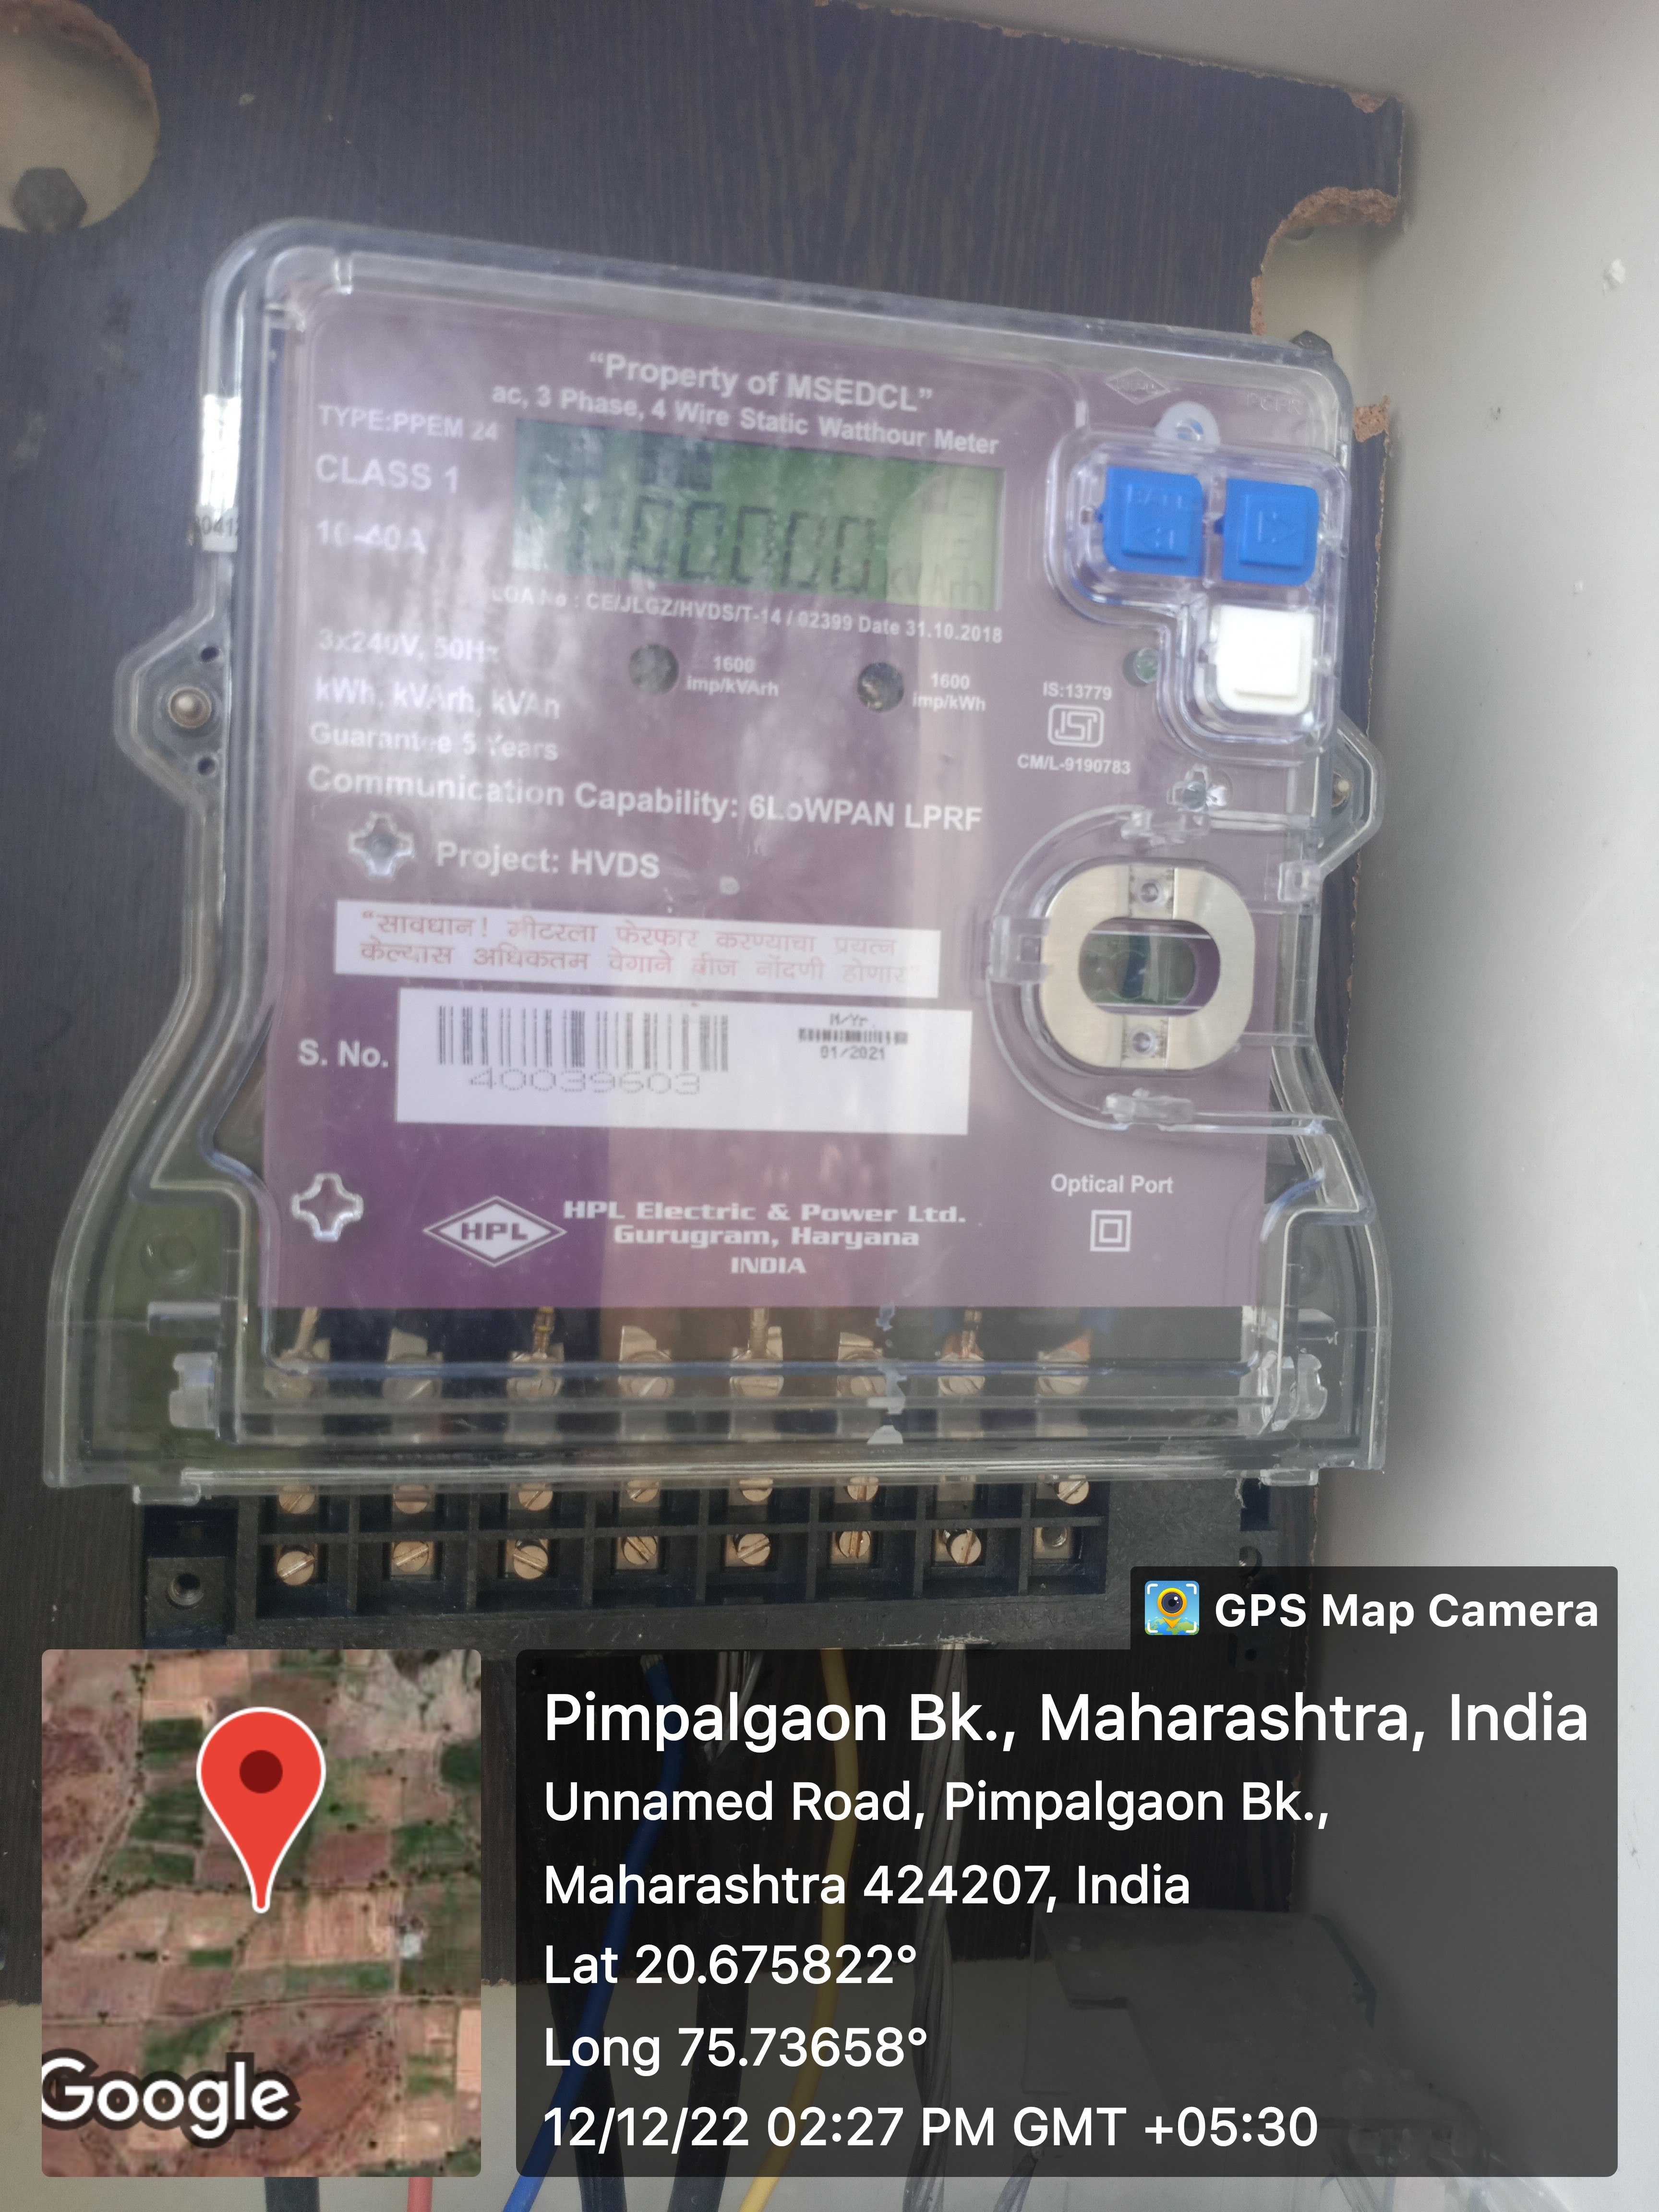 “Property of MSEDCL”
ac, 3 Phase, 4 Wire Static Watthour Meter
TYPE:PPEM 24
CLASS 1
10-40A
00000
kVArh
LOA No : CE/JLGZ/HVDS/T-14 / 02399 Date 31.10.2018
3x240V, 50Hz
1600
imp/kVArh
1600
imp/kWh
kWh, kVArh, kVAh
Guarantee 5 Years
IS:13779
ISI
CM/L-9190783
Communication Capability: 6LoWPAN LPRF
Project: HVDS
“सावधान! मीटरला फेरफार करण्याचा प्रयत्न
केल्यास अधिकतम वेगाने वीज नोंदणी होणार”
M/Yr.
01/2021
S. No.
40039603
HPL
HPL Electric & Power Ltd.
Gurugram, Haryana
INDIA
Optical Port
GPS Map Camera
Pimpalgaon Bk., Maharashtra, India
Unnamed Road, Pimpalgaon Bk.,
Maharashtra 424207, India
Lat 20.675822°
Long 75.73658°
12/12/22 02:27 PM GMT +05:30
Google